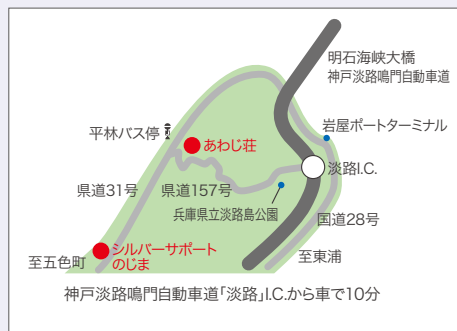 明石海峡大橋
神戸淡路鳴門自動車道
岩屋ポートターミナル
平林バス停
あわじ荘
淡路I.C.
県道31号
県道157号
兵庫県立淡路島公園
国道28号
シルバーサポート
のじま
至東浦
至五色町
神戸淡路鳴門自動車道「淡路」I.C.から車で10分